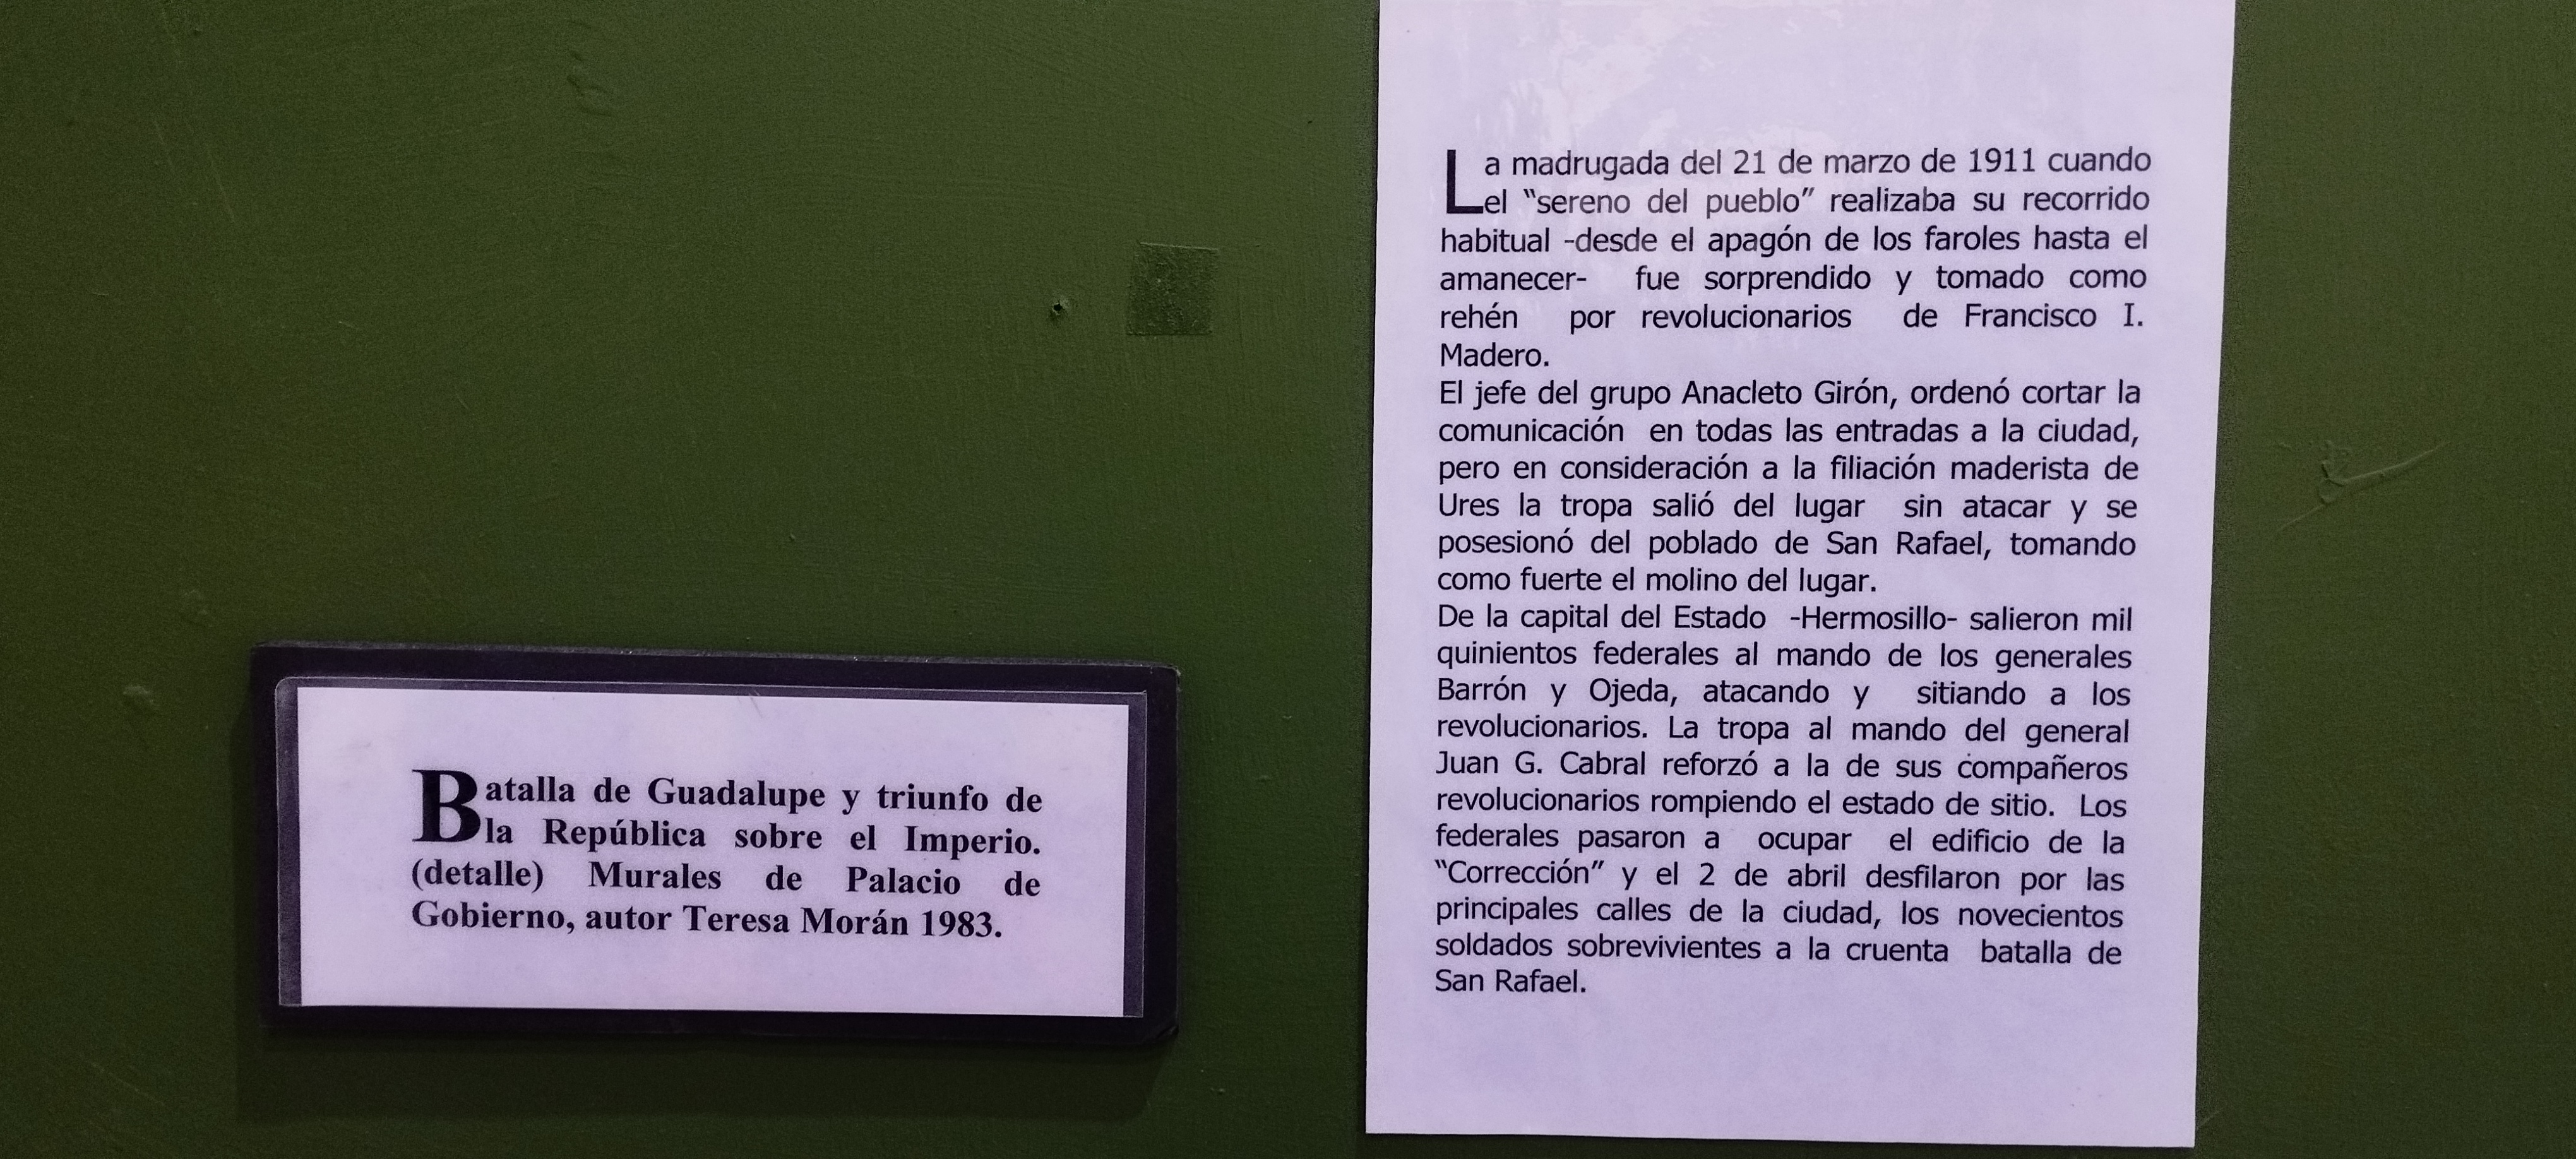 Batalla de Guadalupe y triunfo de
la República sobre el Imperio.
(detalle) Murales de Palacio de
Gobierno, autor Teresa Morán 1983.
La madrugada del 21 de marzo de 1911 cuando
el “sereno del pueblo” realizaba su recorrido
habitual -desde el apagón de los faroles hasta el
amanecer- fue sorprendido y tomado como
rehén por revolucionarios de Francisco I.
Madero.
El jefe del grupo Anacleto Girón, ordenó cortar la
comunicación en todas las entradas a la ciudad,
pero en consideración a la filiación maderista de
Ures la tropa salió del lugar sin atacar y se
posesionó del poblado de San Rafael, tomando
como fuerte el molino del lugar.
De la capital del Estado -Hermosillo- salieron mil
quinientos federales al mando de los generales
Barrón y Ojeda, atacando y sitiando a los
revolucionarios. La tropa al mando del general
Juan G. Cabral reforzó a la de sus compañeros
revolucionarios rompiendo el estado de sitio. Los
federales pasaron a ocupar el edificio de la
“Corrección” y el 2 de abril desfilaron por las
principales calles de la ciudad, los novecientos
soldados sobrevivientes a la cruenta batalla de
San Rafael.